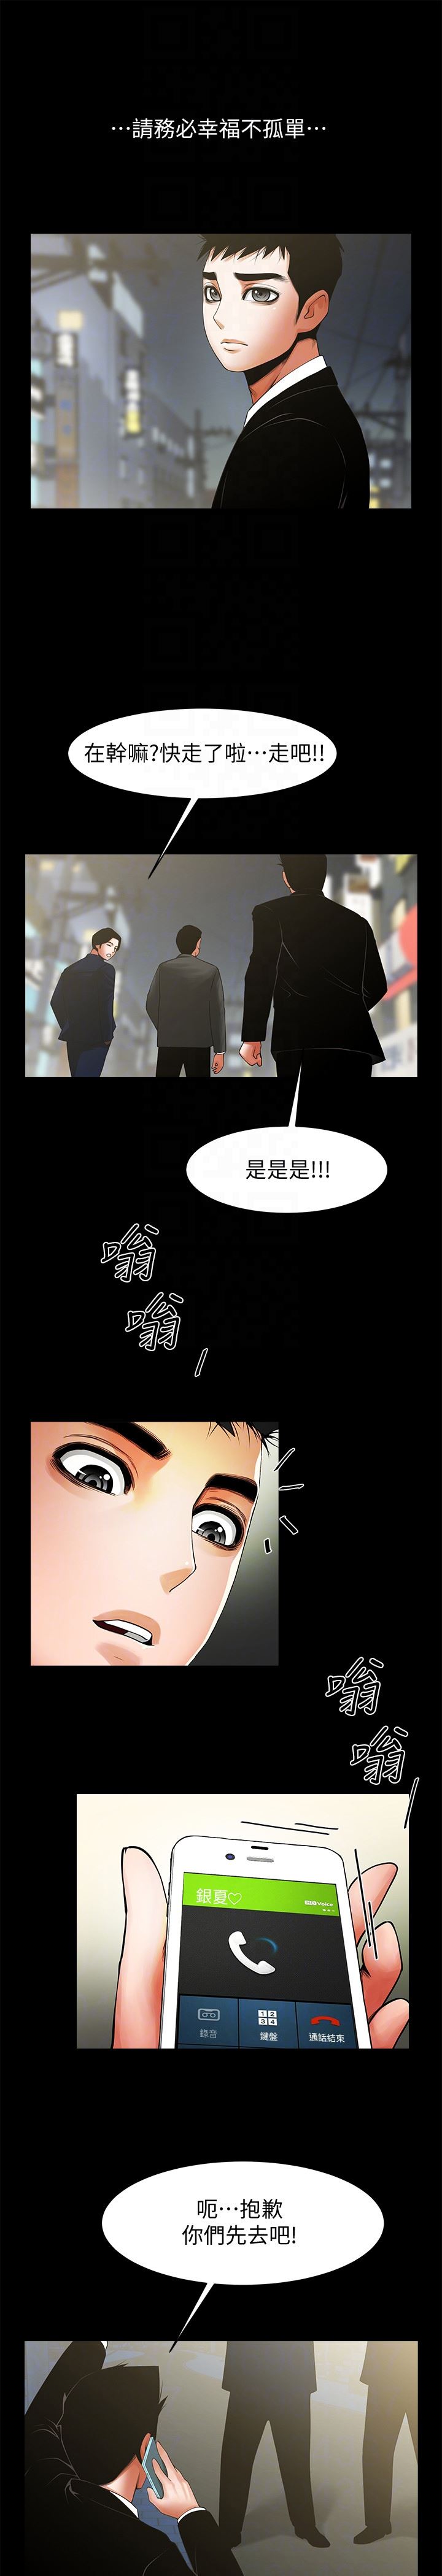 …請務必幸福不孤單…
在幹嘛?快走了啦…走吧!!
是是是!!!
嗡
嗡
嗡
嗡
銀夏♡
HD Voice
錄音
鍵盤
通話結束
呃…抱歉
你們先去吧!